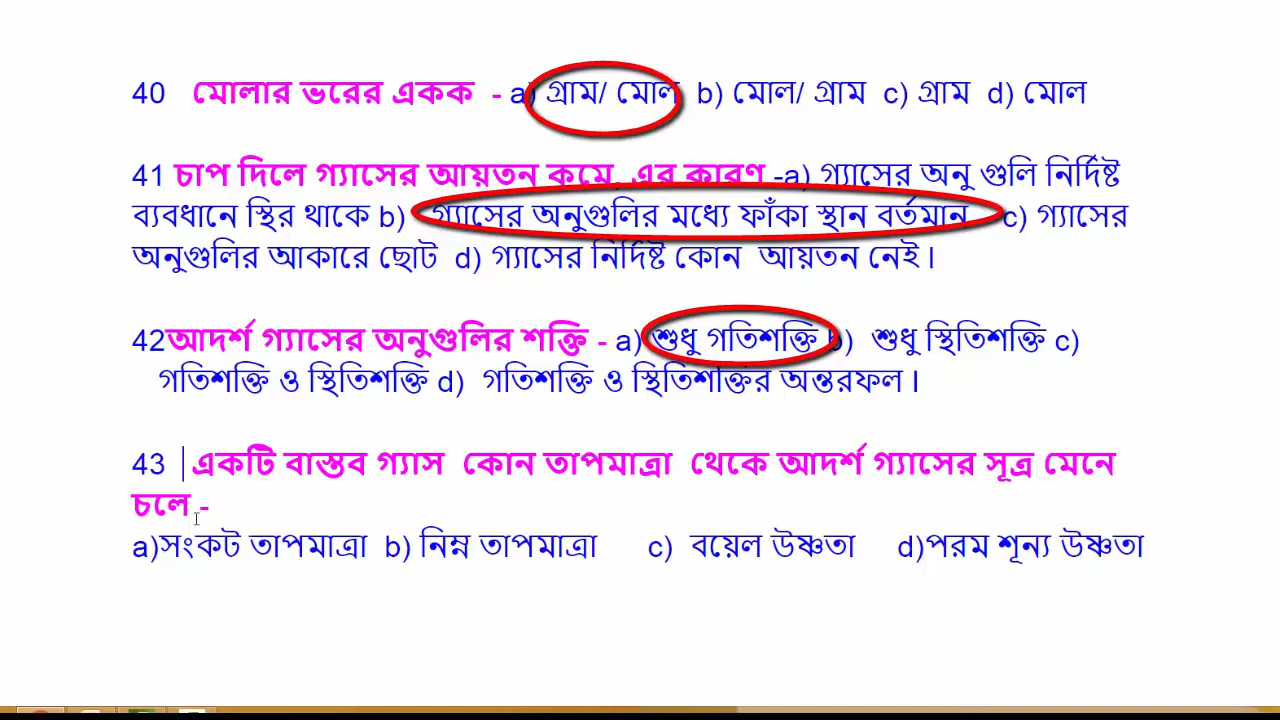 40 মোলার ভরের একক - a) গ্রাম/ মোল b) মোল/ গ্রাম c) গ্রাম d) মোল
41 চাপ দিলে গ্যাসের আয়তন কমে, এর কারণ -a) গ্যাসের অনু গুলি নির্দিষ্ট
ব্যবধানে স্থির থাকে b) গ্যাসের অনুগুলির মধ্যে ফাঁকা স্থান বর্তমান c) গ্যাসের
অনুগুলির আকারে ছোট d) গ্যাসের নির্দিষ্ট কোন আয়তন নেই।
42আদর্শ গ্যাসের অনুগুলির শক্তি - a) শুধু গতিশক্তি b) শুধু স্থিতিশক্তি c)
গতিশক্তি ও স্থিতিশক্তি d) গতিশক্তি ও স্থিতিশক্তির অন্তরফল।
43 একটি বাস্তব গ্যাস কোন তাপমাত্রা থেকে আদর্শ গ্যাসের সূত্র মেনে
চলে -
a)সংকট তাপমাত্রা b) নিম্ন তাপমাত্রা c) বয়েল উষ্ণতা d)পরম শূন্য উষ্ণতা